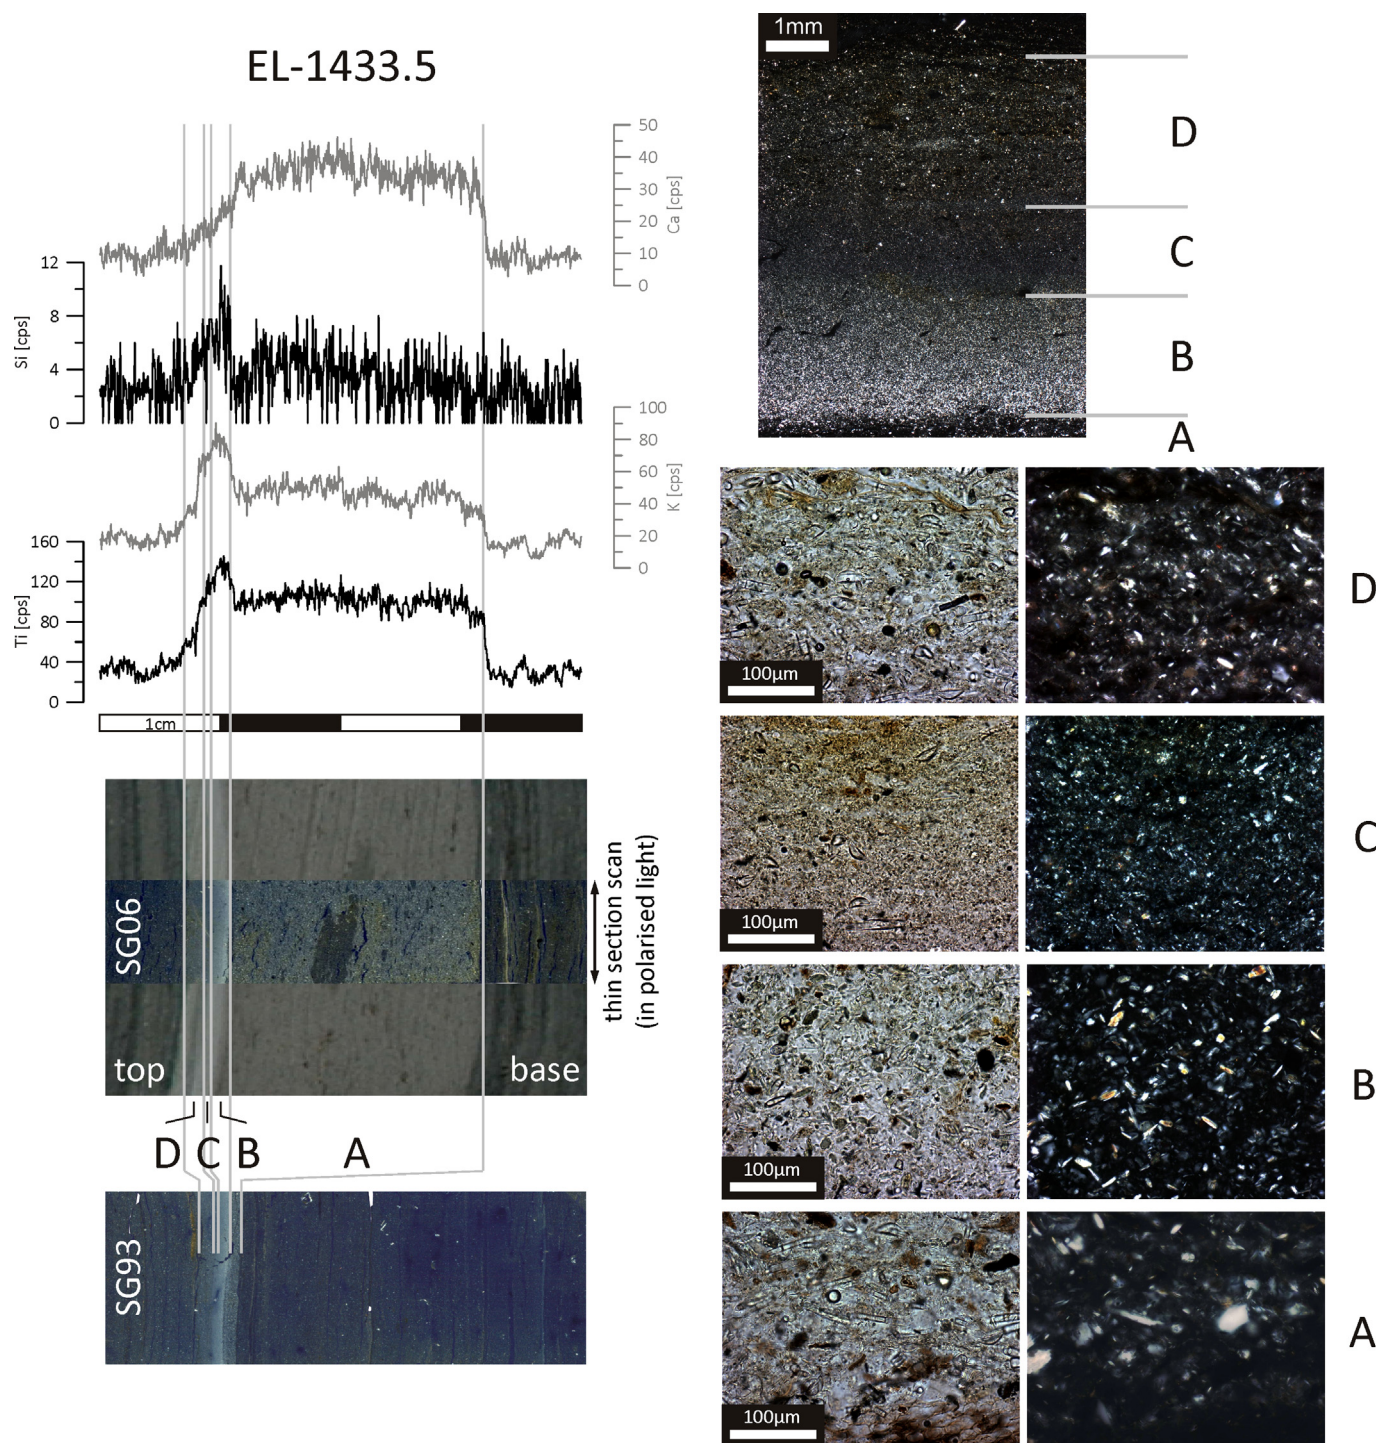 EL-1433.5
50
40
30
20
10
0
Ca [cps]
12
8
4
0
Si [cps]
100
80
60
40
20
0
K [cps]
160
120
80
40
0
Ti [cps]
1cm
SG06
top
base
thin section scan
(in polarised light)
D C B A
SG93
1mm
D
C
B
A
100µm
D
100µm
C
100µm
B
100µm
A